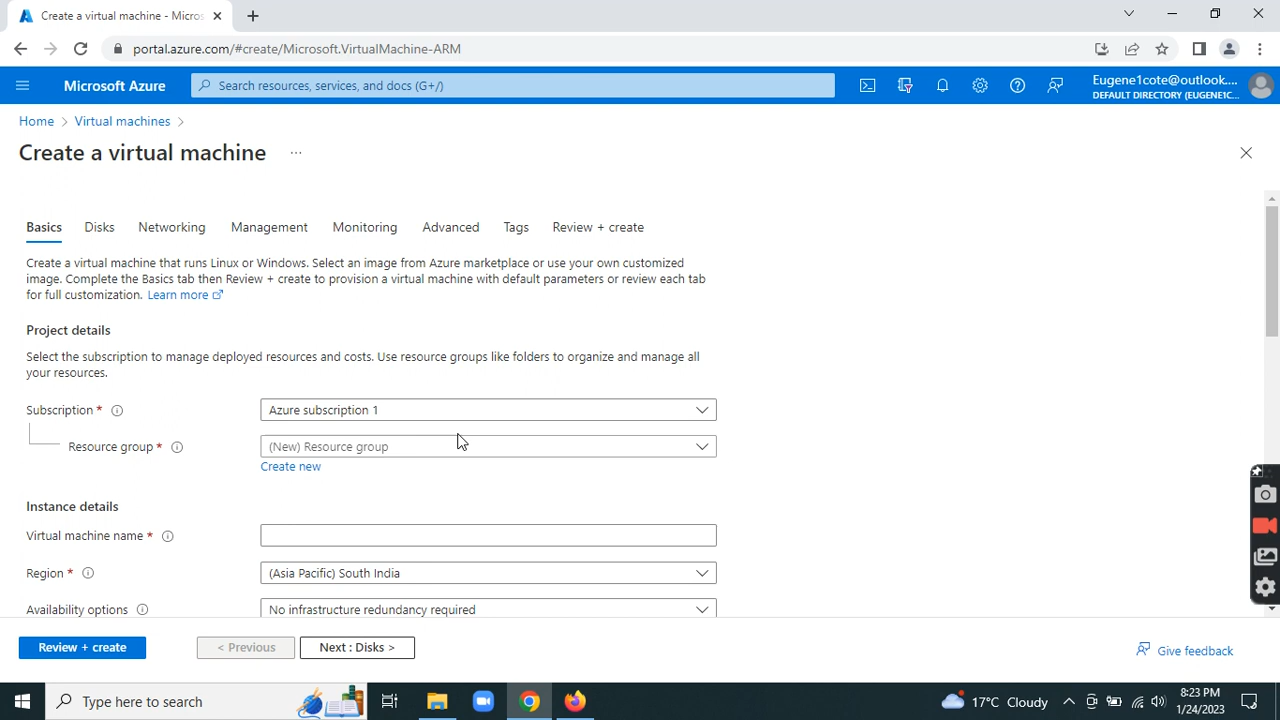 Create a virtual machine - Micros
portal.azure.com/#create/Microsoft.VirtualMachine-ARM
Microsoft Azure
Search resources, services, and docs (G+/)
Eugene1cote@outlook....
DEFAULT DIRECTORY (EUGENE1C...
Home > Virtual machines >
Create a virtual machine ...
Basics Disks Networking Management Monitoring Advanced Tags Review + create
Create a virtual machine that runs Linux or Windows. Select an image from Azure marketplace or use your own customized
image. Complete the Basics tab then Review + create to provision a virtual machine with default parameters or review each tab
for full customization. Learn more
Project details
Select the subscription to manage deployed resources and costs. Use resource groups like folders to organize and manage all
your resources.
Subscription * Azure subscription 1
Resource group * (New) Resource group
Create new
Instance details
Virtual machine name *
Region * (Asia Pacific) South India
Availability options No infrastructure redundancy required
Review + create < Previous Next : Disks > Give feedback
Type here to search
17°C Cloudy
8:23 PM
1/24/2023